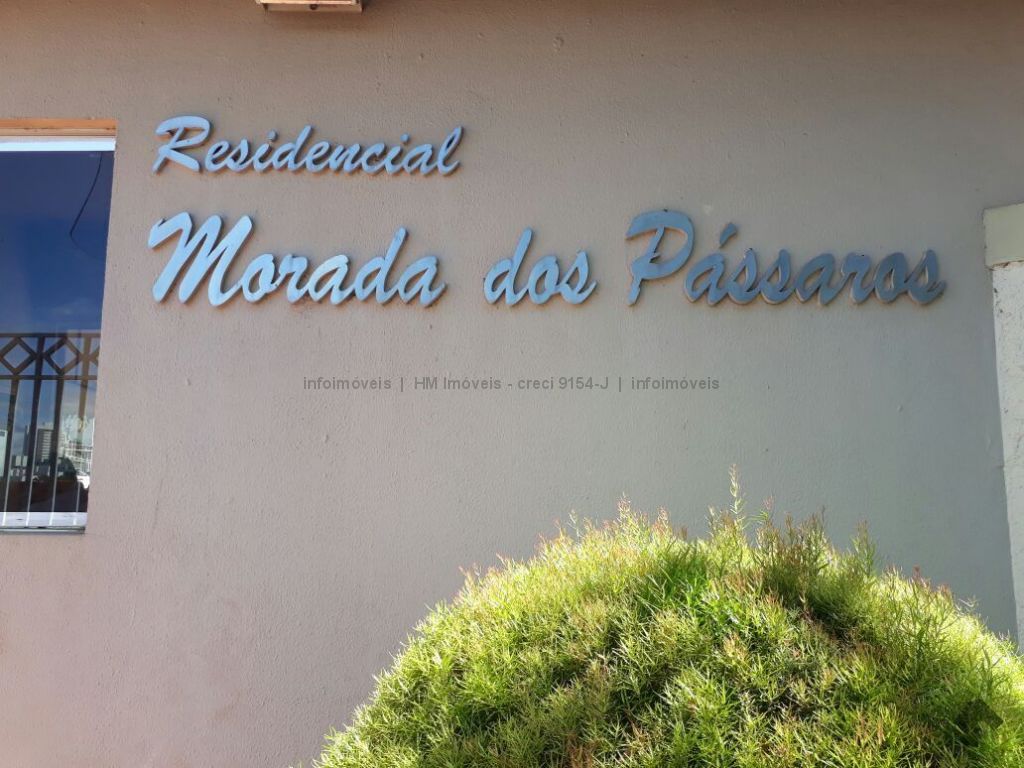 Residencial
Morada dos Pássaros
infoimóveis | HM Imóveis - creci 9154-J | infoimóveis